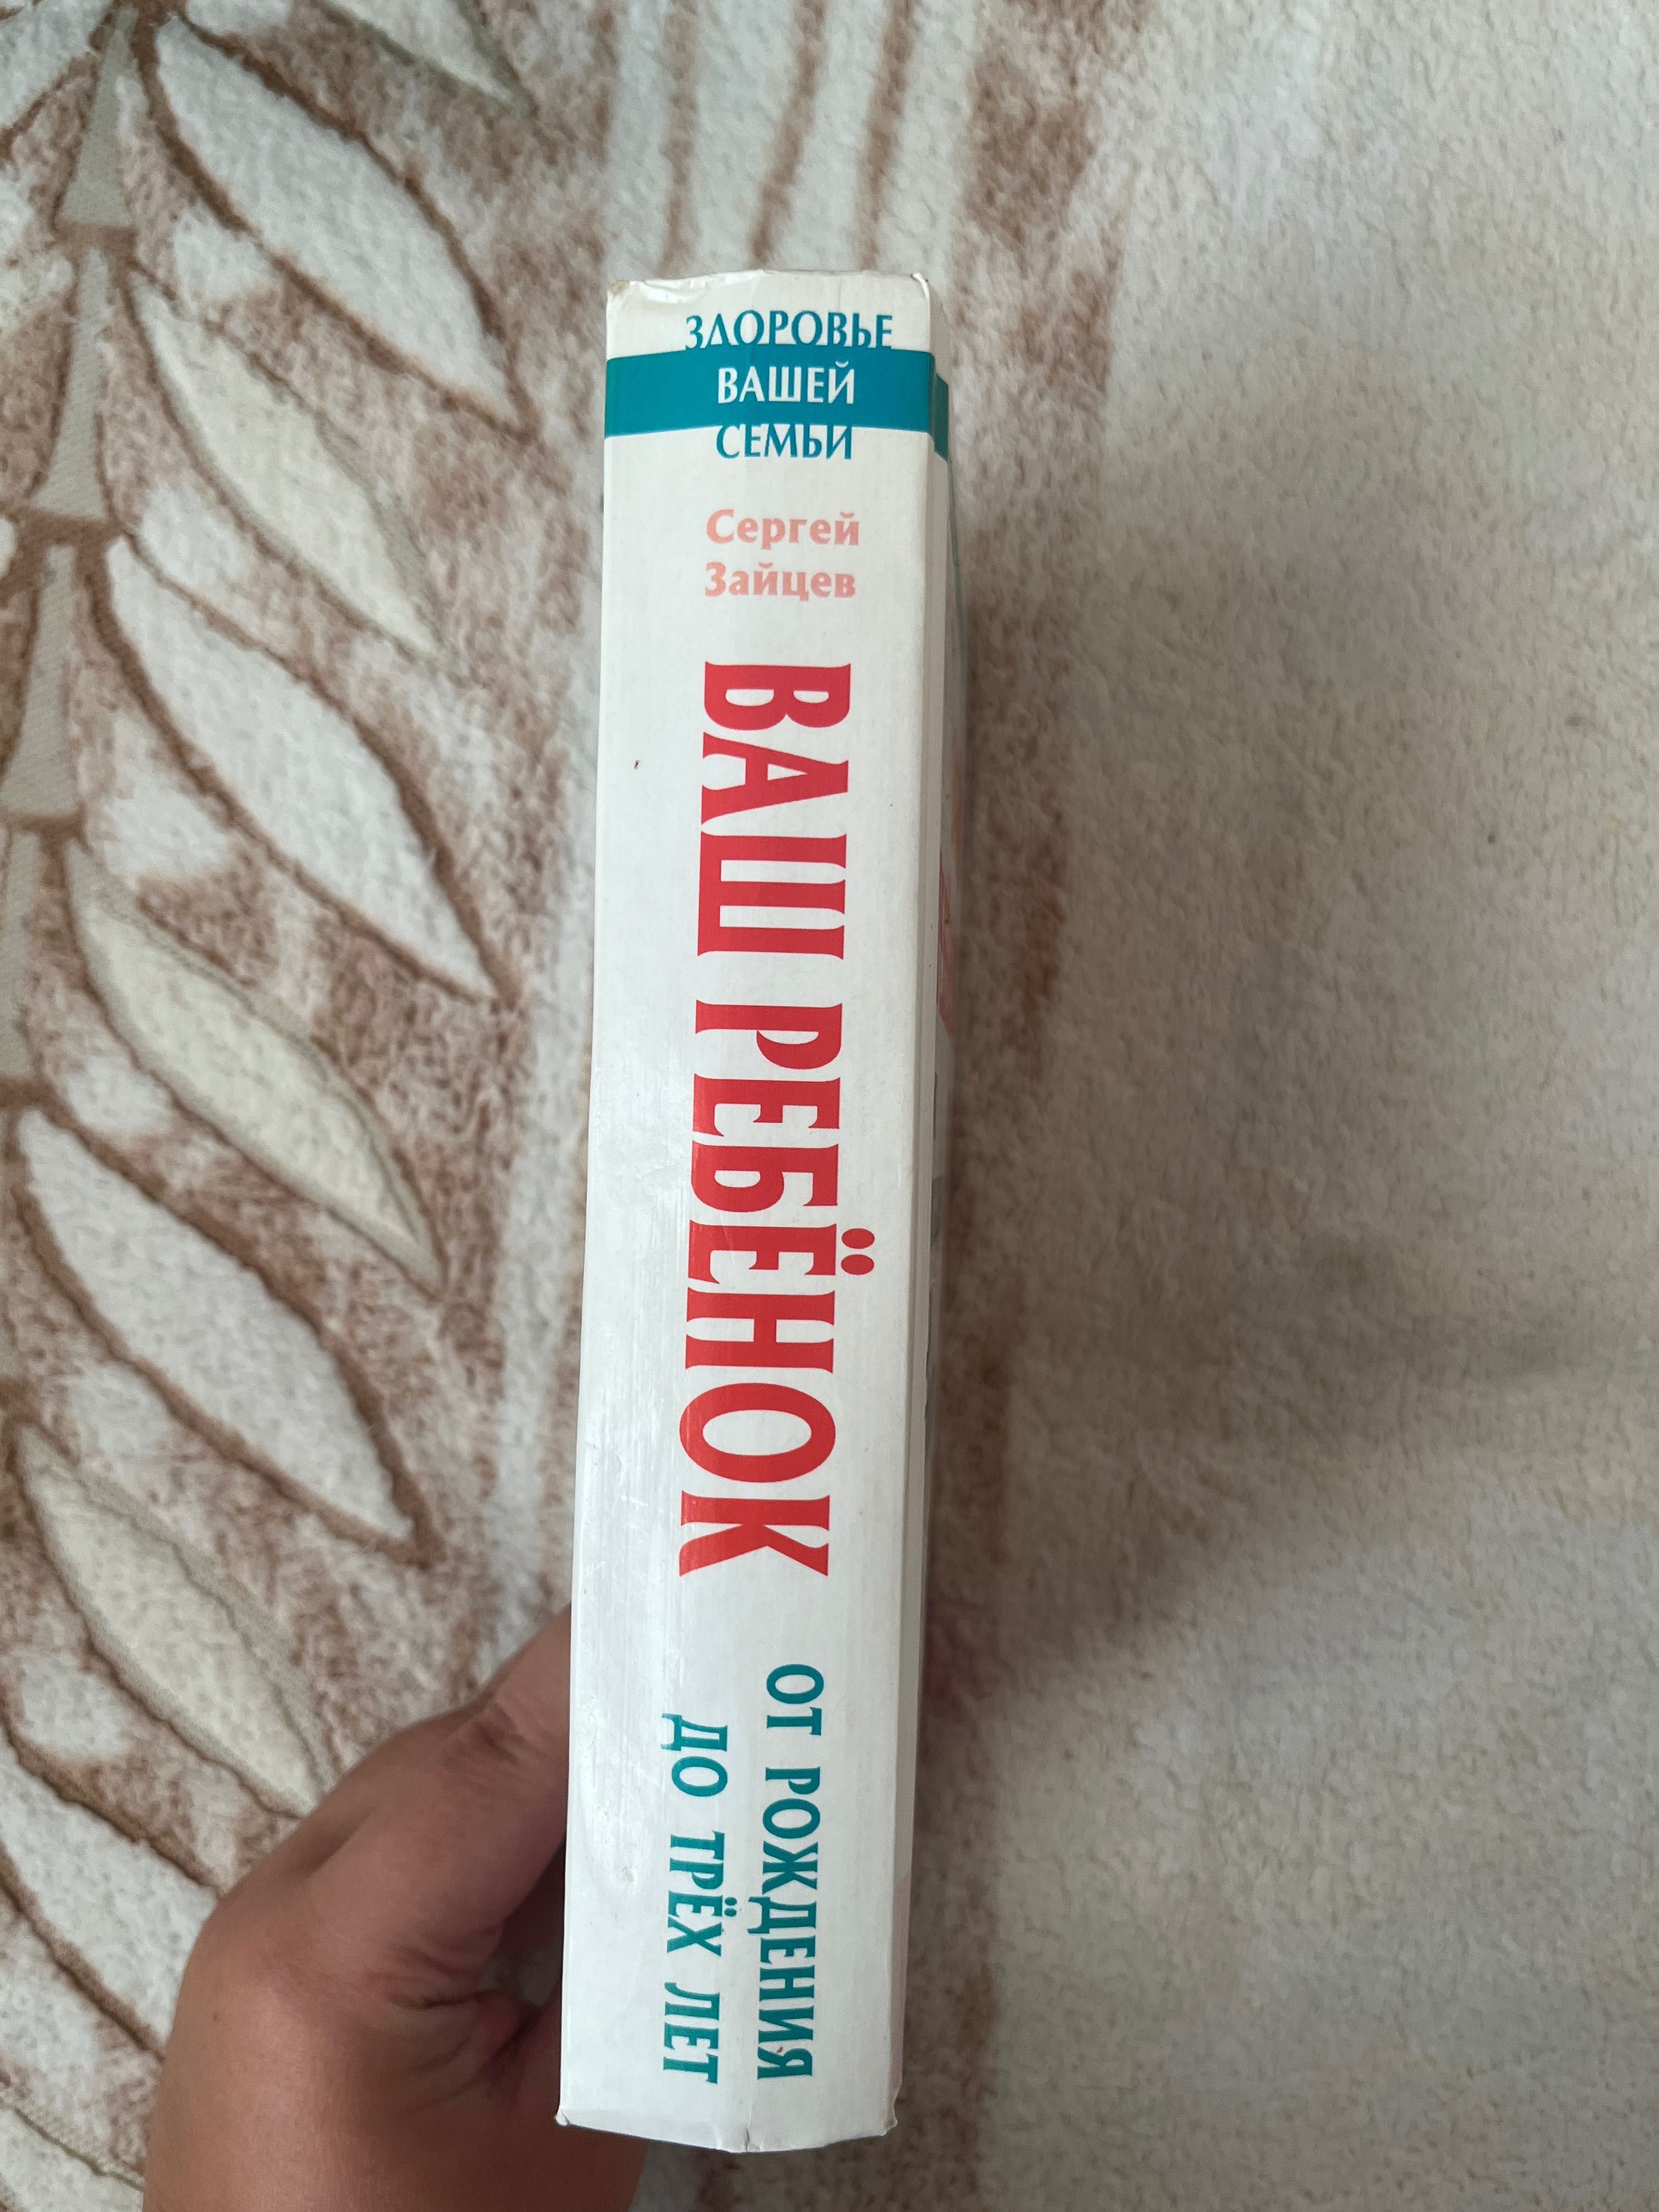 ЗДОРОВЬЕ
ВАШЕЙ
СЕМЬИ
Сергей
Зайцев
ВАШ РЕБЁНОК
ОТ РОЖДЕНИЯ
ДО ТРЁХ ЛЕТ